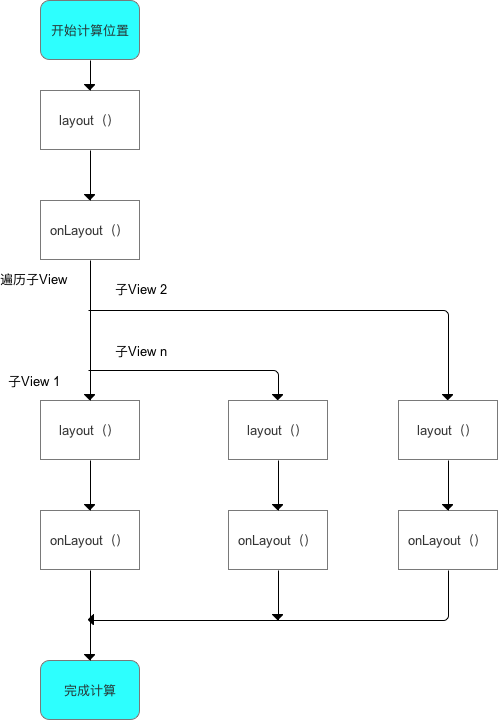 开始计算位置
layout（）
onLayout（）
遍历子View
子View 2
子View n
子View 1
layout（）
layout（）
layout（）
onLayout（）
onLayout（）
onLayout（）
完成计算